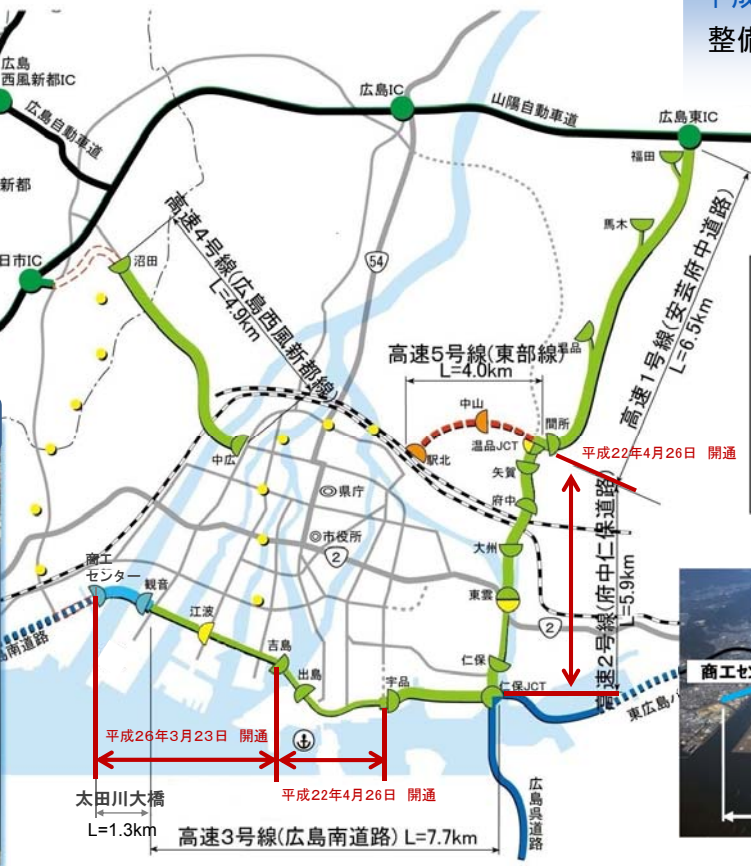 平成
整備
広島
西風新都IC
広島IC
山陽自動車道
広島東IC
広島自動車道
福田
新都
馬木
高速4号線(広島西風新都線)
L=4.9km
日市IC
沼田
54
高速1号線(安芸府中道路)
L=6.5km
温品
高速5号線(東部線)
L=4.0km
中山
間所
温品JCT
駅北
平成22年4月26日 開通
中広
矢賀
県庁
府中
市役所
2
大州
高速2号線(府中仁保道路)
L=5.9km
商工
センター
観音
東雲
江波
2
島南道路
吉島
仁保
商工セ
出島
宇品
仁保JCT
東広島バ
平成26年3月23日 開通
太田川大橋
L=1.3km
平成22年4月26日 開通
広島呉道路
高速3号線(広島南道路) L=7.7km